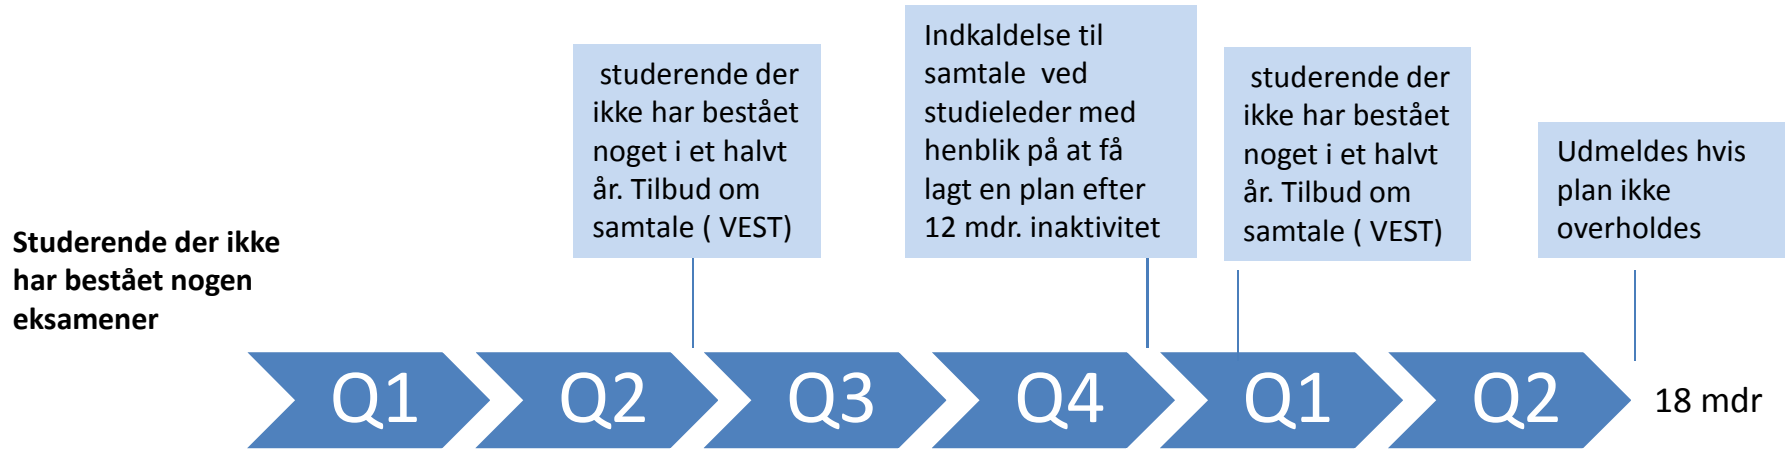 Studerende der ikke
har bestået nogen
eksamener
studerende der
ikke har bestået
noget i et halvt
år. Tilbud om
samtale ( VEST)
Indkaldelse til
samtale  ved
studieleder med
henblik på at få
lagt en plan efter
12 mdr. inaktivitet
studerende der
ikke har bestået
noget i et halvt
år. Tilbud om
samtale ( VEST)
Udmeldes hvis
plan ikke
overholdes
Q1
Q2
Q3
Q4
Q1
Q2
18 mdr